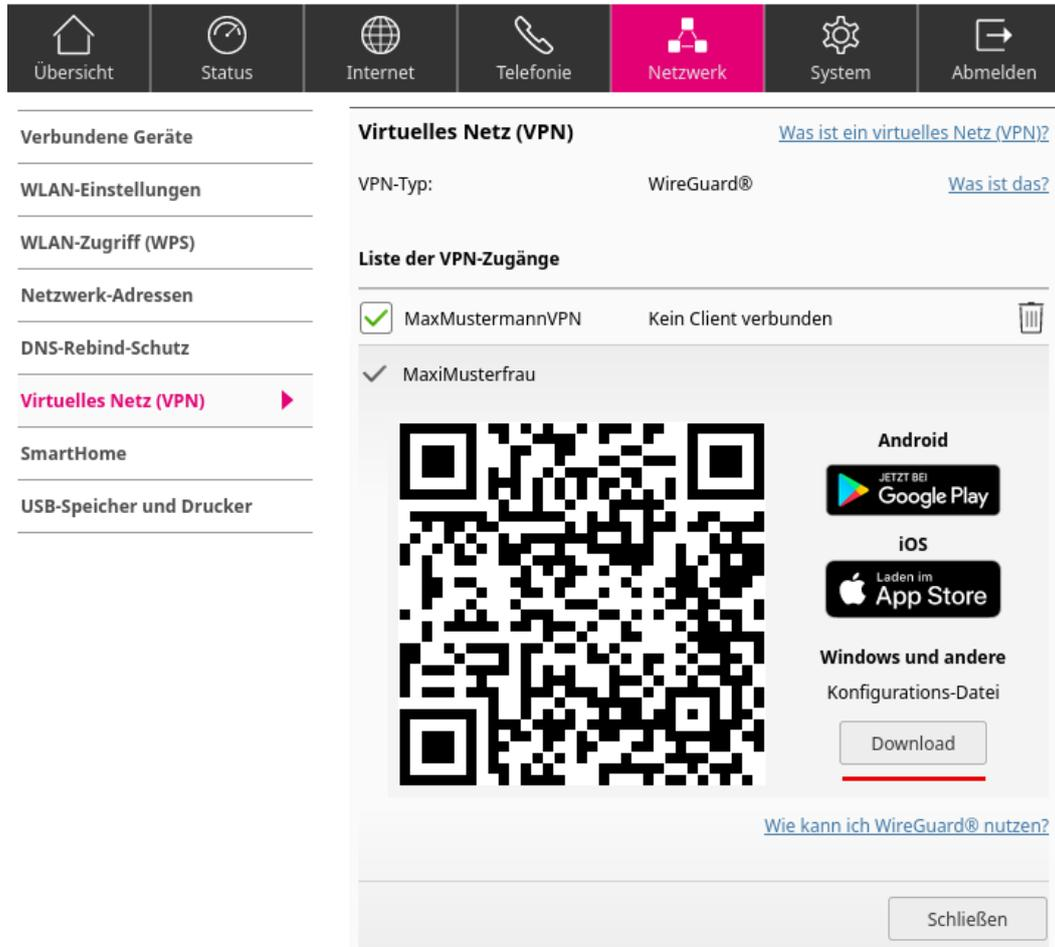 Übersicht
Status
Internet
Telefonie
Netzwerk
System
Abmelden
Verbundene Geräte
WLAN-Einstellungen
WLAN-Zugriff (WPS)
Netzwerk-Adressen
DNS-Rebind-Schutz
Virtuelles Netz (VPN)
SmartHome
USB-Speicher und Drucker
Virtuelles Netz (VPN) Was ist ein virtuelles Netz (VPN)?
VPN-Typ: WireGuard® Was ist das?
Liste der VPN-Zugänge
MaxMustermannVPN Kein Client verbunden
MaxiMusterfrau
Android
JETZT BEI
Google Play
iOS
Laden im
App Store
Windows und andere
Konfigurations-Datei
Download
Wie kann ich WireGuard® nutzen?
Schließen